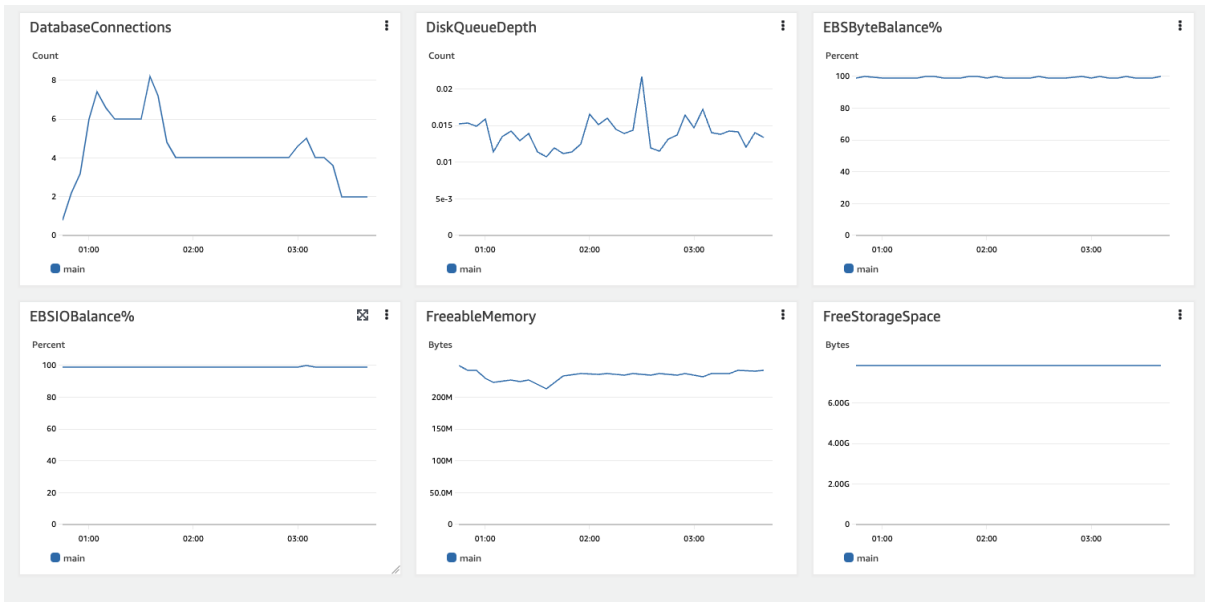 DatabaseConnections
Count
8
6
4
2
0
01:00 02:00 03:00
main
DiskQueueDepth
Count
0.02
0.015
0.01
5e-3
0
01:00 02:00 03:00
main
EBSByteBalance%
Percent
100
80
60
40
20
0
01:00 02:00 03:00
main
EBSIOBalance%
Percent
100
80
60
40
20
0
01:00 02:00 03:00
main
FreeableMemory
Bytes
200M
150M
100M
50.0M
0
01:00 02:00 03:00
main
FreeStorageSpace
Bytes
6.00G
4.00G
2.00G
0
01:00 02:00 03:00
main